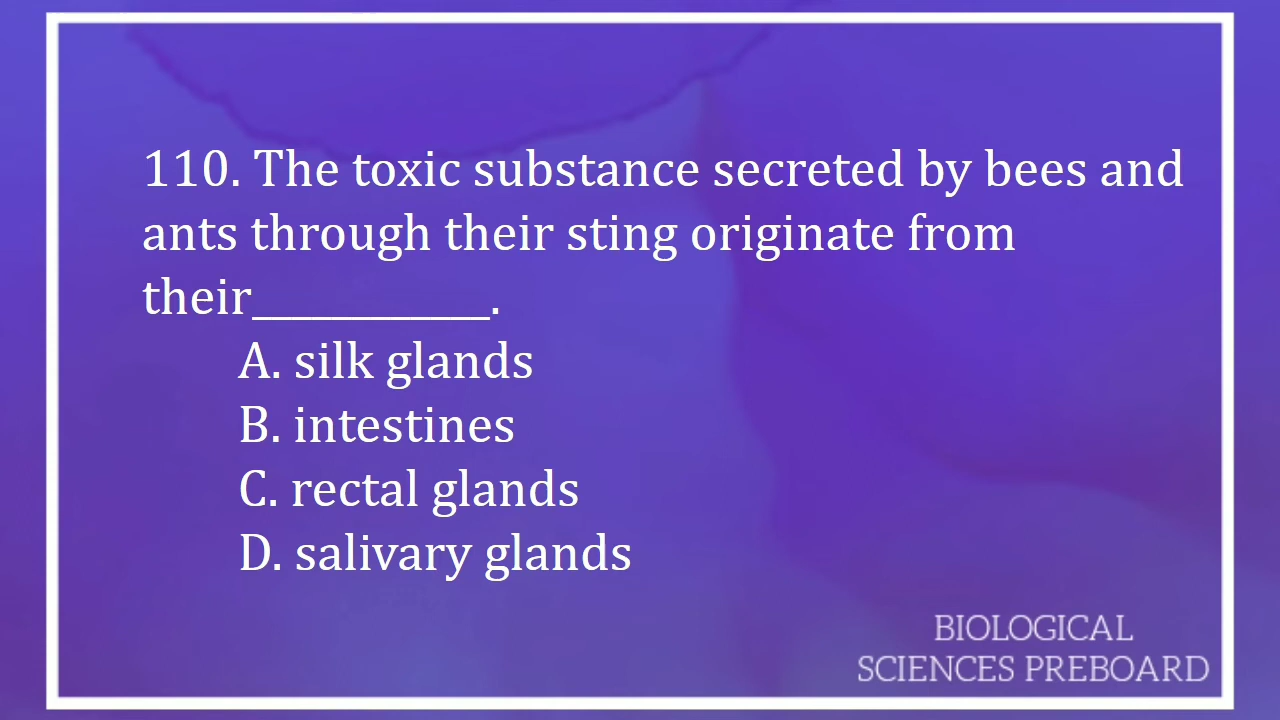 110. The toxic substance secreted by bees and
ants through their sting originate from
their____________.
A. silk glands
B. intestines
C. rectal glands
D. salivary glands
BIOLOGICAL
SCIENCES PREBOARD